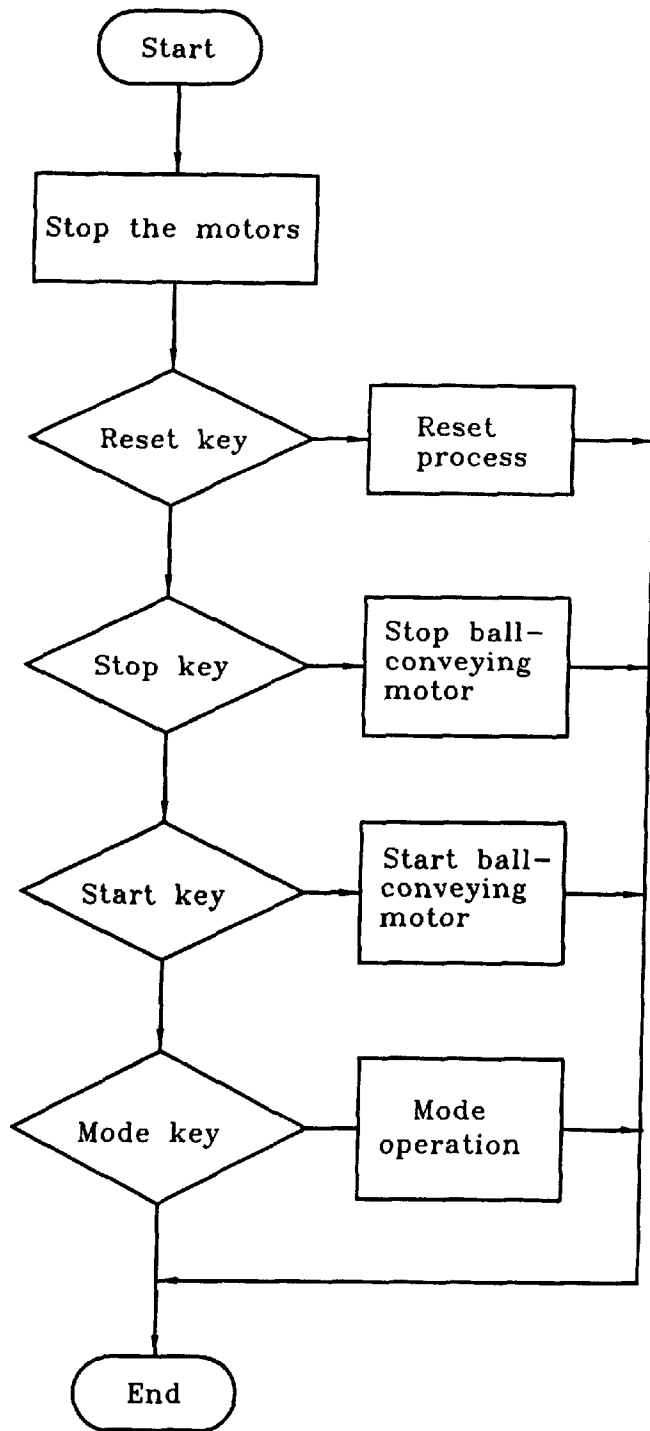 Start
Stop the motors
Reset key
Reset
process
Stop key
Stop ball-
conveying
motor
Start key
Start ball-
conveying
motor
Mode key
Mode
operation
End